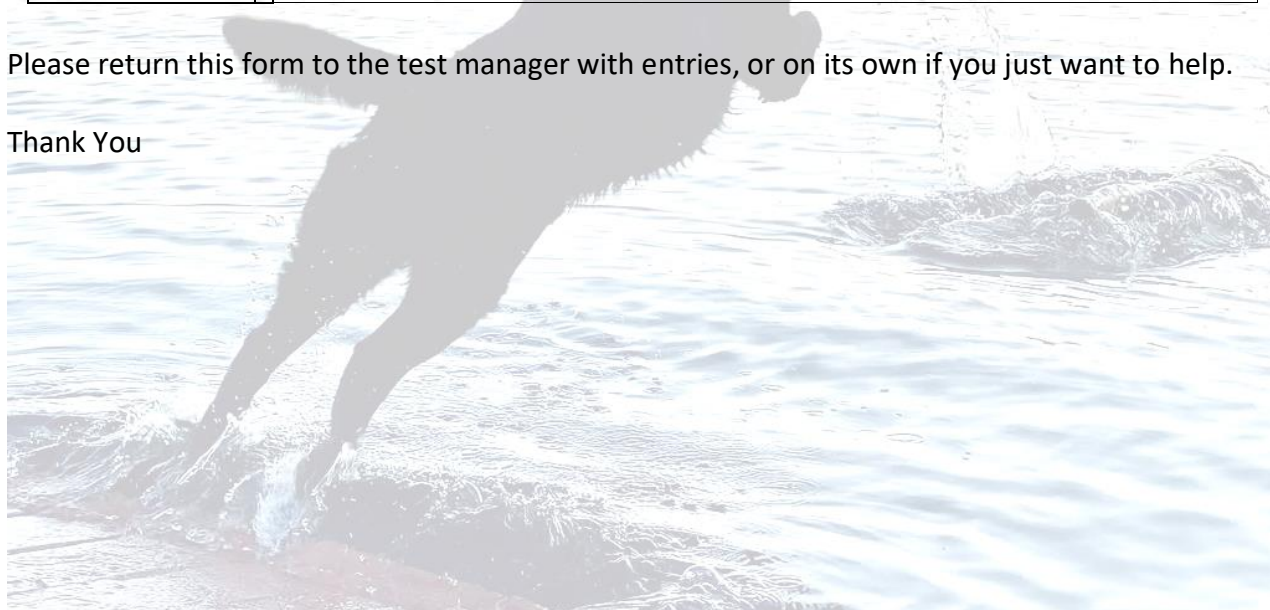 Please return this form to the test manager with entries, or on its own if you just want to help.
Thank You